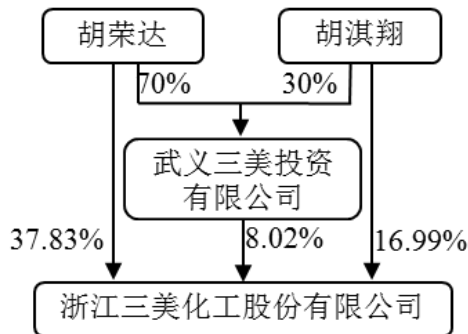 胡荣达
胡淇翔
70%
30%
武义三美投资
有限公司
37.83%
8.02%
16.99%
浙江三美化工股份有限公司